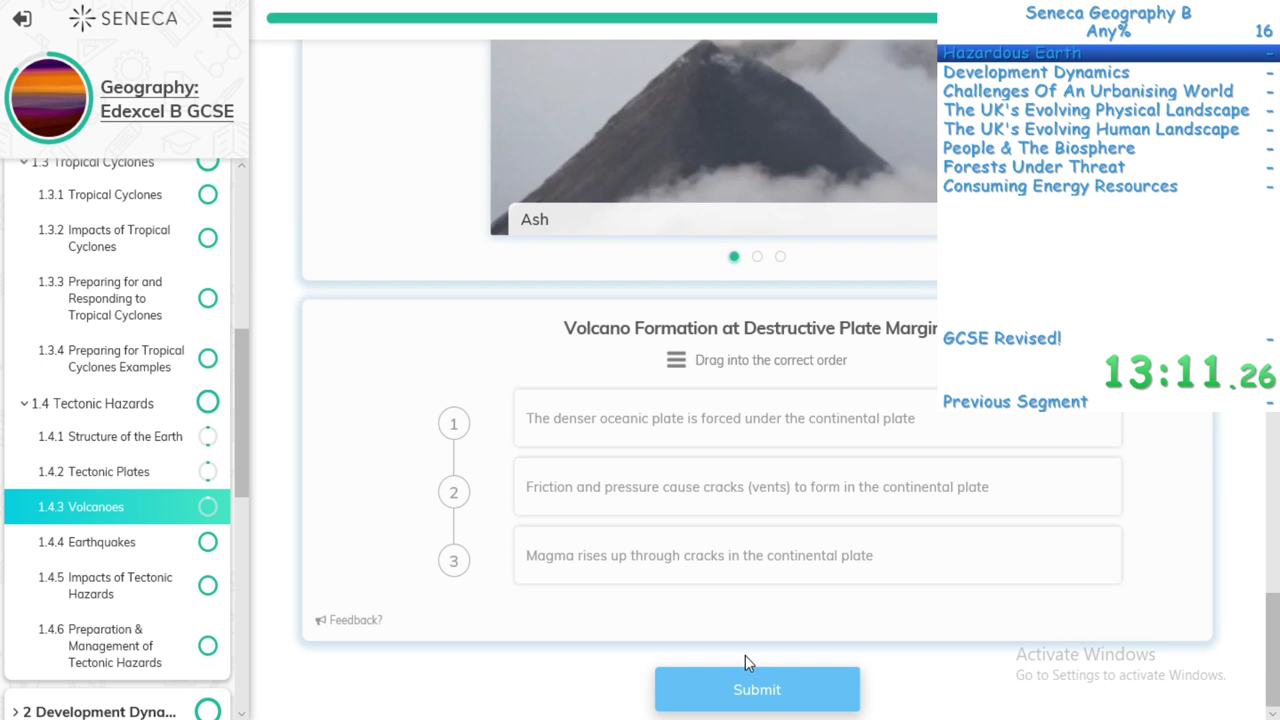 SENECA
Geography:
Edexcel B GCSE
1.3 Tropical Cyclones
1.3.1 Tropical Cyclones
1.3.2 Impacts of Tropical
Cyclones
1.3.3 Preparing for and
Responding to
Tropical Cyclones
1.3.4 Preparing for Tropical
Cyclones Examples
1.4 Tectonic Hazards
1.4.1 Structure of the Earth
1.4.2 Tectonic Plates
1.4.3 Volcanoes
1.4.4 Earthquakes
1.4.5 Impacts of Tectonic
Hazards
1.4.6 Preparation &
Management of
Tectonic Hazards
2 Development Dyna...
Ash
Volcano Formation at Destructive Plate Margin
Drag into the correct order
1 The denser oceanic plate is forced under the continental plate
2 Friction and pressure cause cracks (vents) to form in the continental plate
3 Magma rises up through cracks in the continental plate
Feedback?
Submit
Seneca Geography B
Any% 16
Hazardous Earth -
Development Dynamics -
Challenges Of An Urbanising World -
The UK's Evolving Physical Landscape -
The UK's Evolving Human Landscape -
People & The Biosphere -
Forests Under Threat -
Consuming Energy Resources -
GCSE Revised! -
13:11.26
Previous Segment -
Activate Windows
Go to Settings to activate Windows.